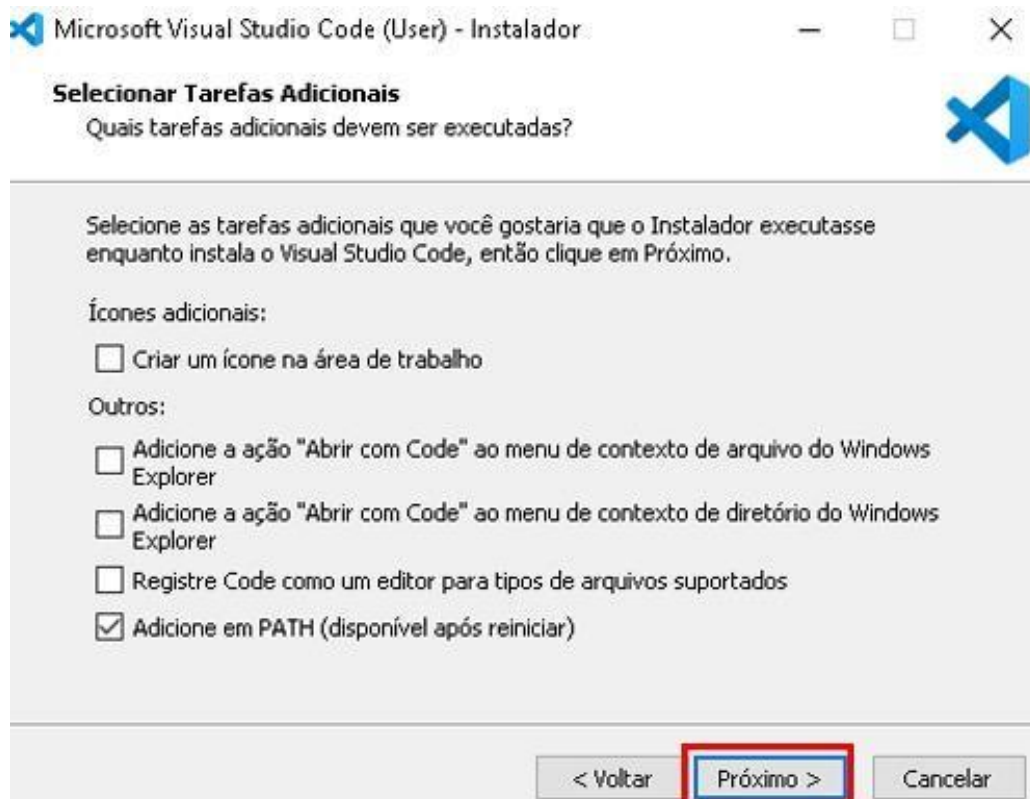 Microsoft Visual Studio Code (User) - Instalador
Selecionar Tarefas Adicionais
Quais tarefas adicionais devem ser executadas?
Selecione as tarefas adicionais que você gostaria que o Instalador executasse
enquanto instala o Visual Studio Code, então clique em Próximo.
Ícones adicionais:
Criar um ícone na área de trabalho
Outros:
Adicione a ação "Abrir com Code" ao menu de contexto de arquivo do Windows
Explorer
Adicione a ação "Abrir com Code" ao menu de contexto de diretório do Windows
Explorer
Registre Code como um editor para tipos de arquivos suportados
Adicione em PATH (disponível após reiniciar)
< Voltar Próximo > Cancelar